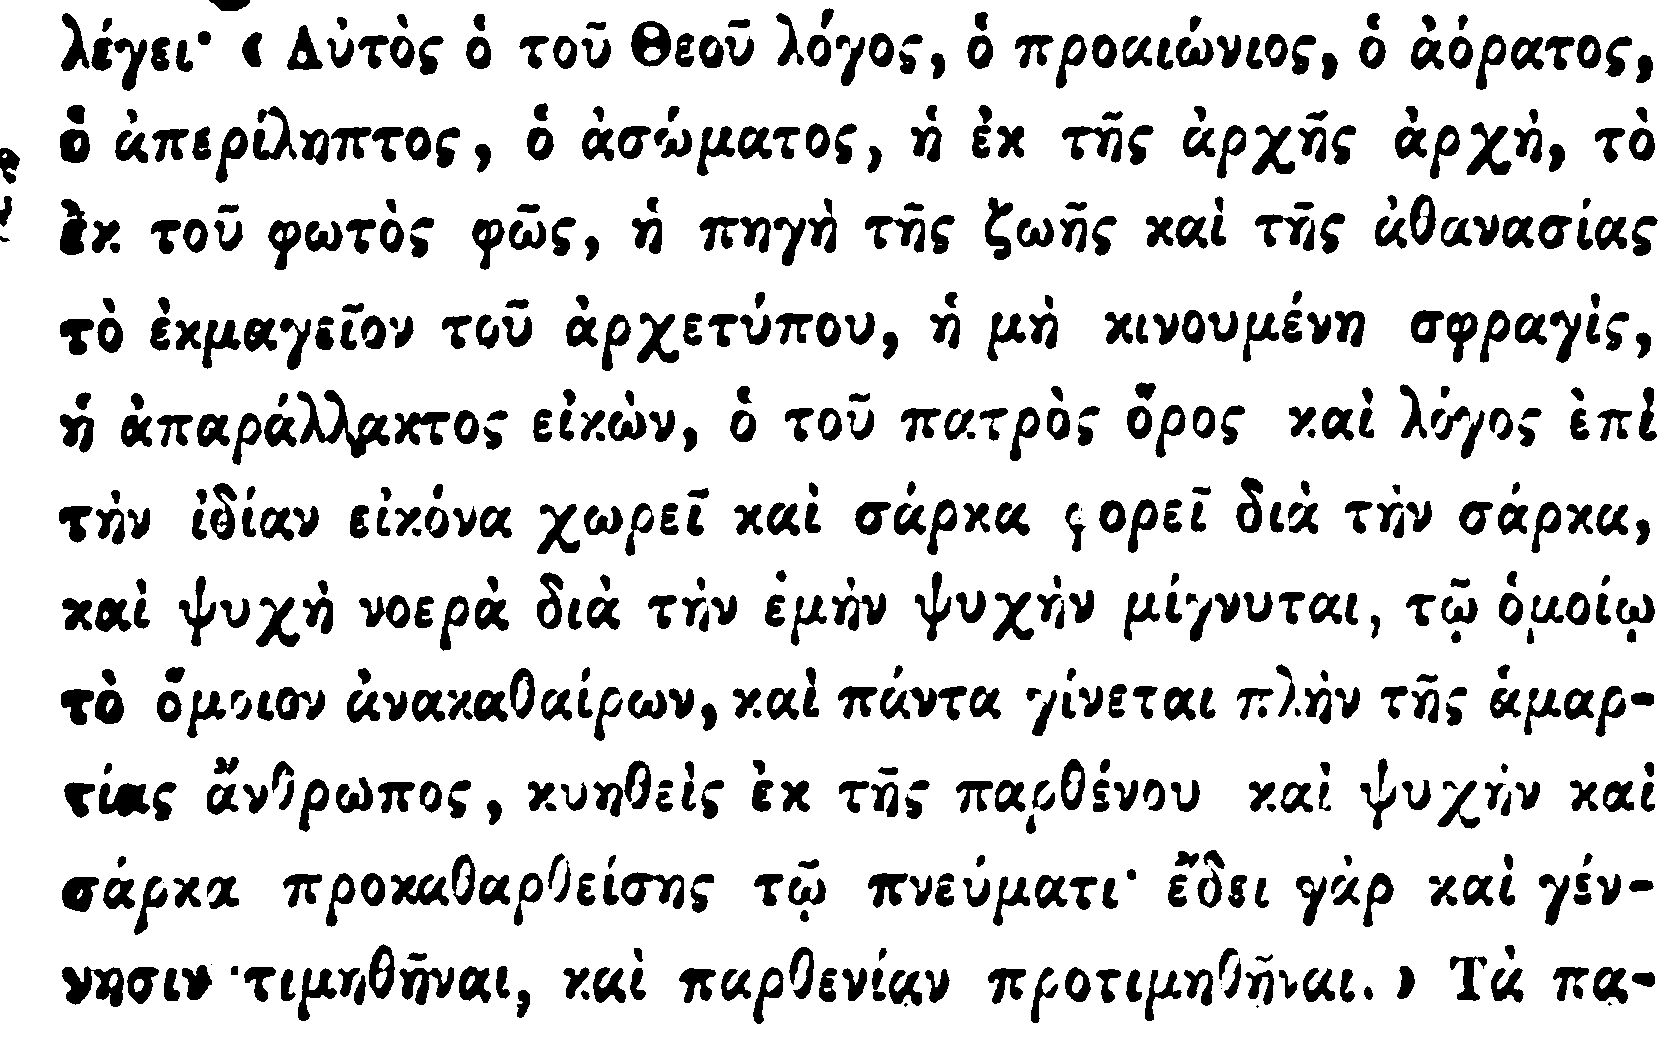 λέγει· « Αὐτὸς ὁ τοῦ Θεοῦ λόγος, ὁ προαιώνιος, ὁ ἀόρατος,
ὁ ἀπερίληπτος, ὁ ἀσώματος, ἡ ἐκ τῆς ἀρχῆς ἀρχὴ, τὸ
ἐκ τοῦ φωτὸς φῶς, ἡ πηγὴ τῆς ζωῆς καὶ τῆς ἀθανασίας
τὸ ἐκμαγεῖον τοῦ ἀρχετύπου, ἡ μὴ κινουμένη σφραγὶς,
ἡ ἀπαράλλακτος εἰκὼν, ὁ τοῦ πατρὸς ὅρος καὶ λόγος ἐπὶ
τὴν ἰδίαν εἰκόνα χωρεῖ καὶ σάρκα φορεῖ διὰ τὴν σάρκα,
καὶ ψυχῇ νοερᾷ διὰ τὴν ἐμὴν ψυχὴν μίγνυται, τῷ ὁμοίῳ
τὸ ὅμοιον ἀνακαθαίρων, καὶ πάντα γίνεται πλὴν τῆς ἁμαρ-
τίας ἄνθρωπος, κυηθεὶς ἐκ τῆς παρθένου καὶ ψυχὴν καὶ
σάρκα προκαθαρθείσης τῷ πνεύματι· ἔδει γὰρ καὶ γέν-
νησιν τιμηθῆναι, καὶ παρθενίαν προτιμηθῆναι. » Τὰ πα-